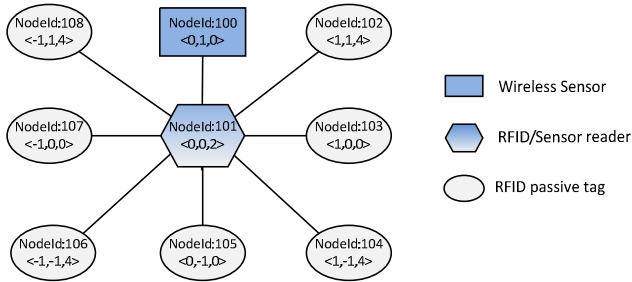 NodeId:108
<-1,1,4>
NodeId:100
<0,1,0>
NodeId:102
<1,1,4>
Wireless Sensor
NodeId:107
<-1,0,0>
NodeId:101
<0,0,2>
NodeId:103
<1,0,0>
RFID/Sensor reader
RFID passive tag
NodeId:106
<-1,-1,4>
NodeId:105
<0,-1,0>
NodeId:104
<1,-1,4>